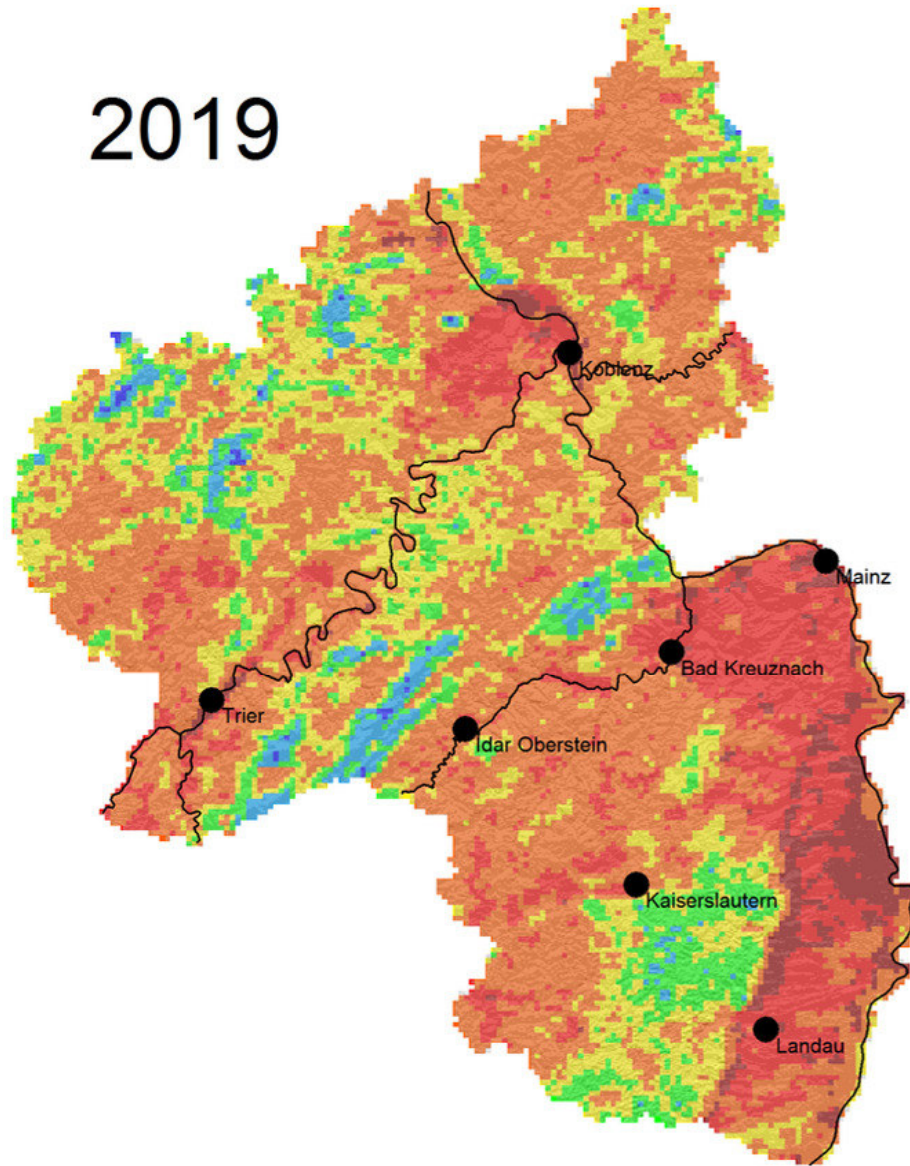 2019
Koblenz
Mainz
Bad Kreuznach
Trier
Idar Oberstein
Kaiserslautern
Landau